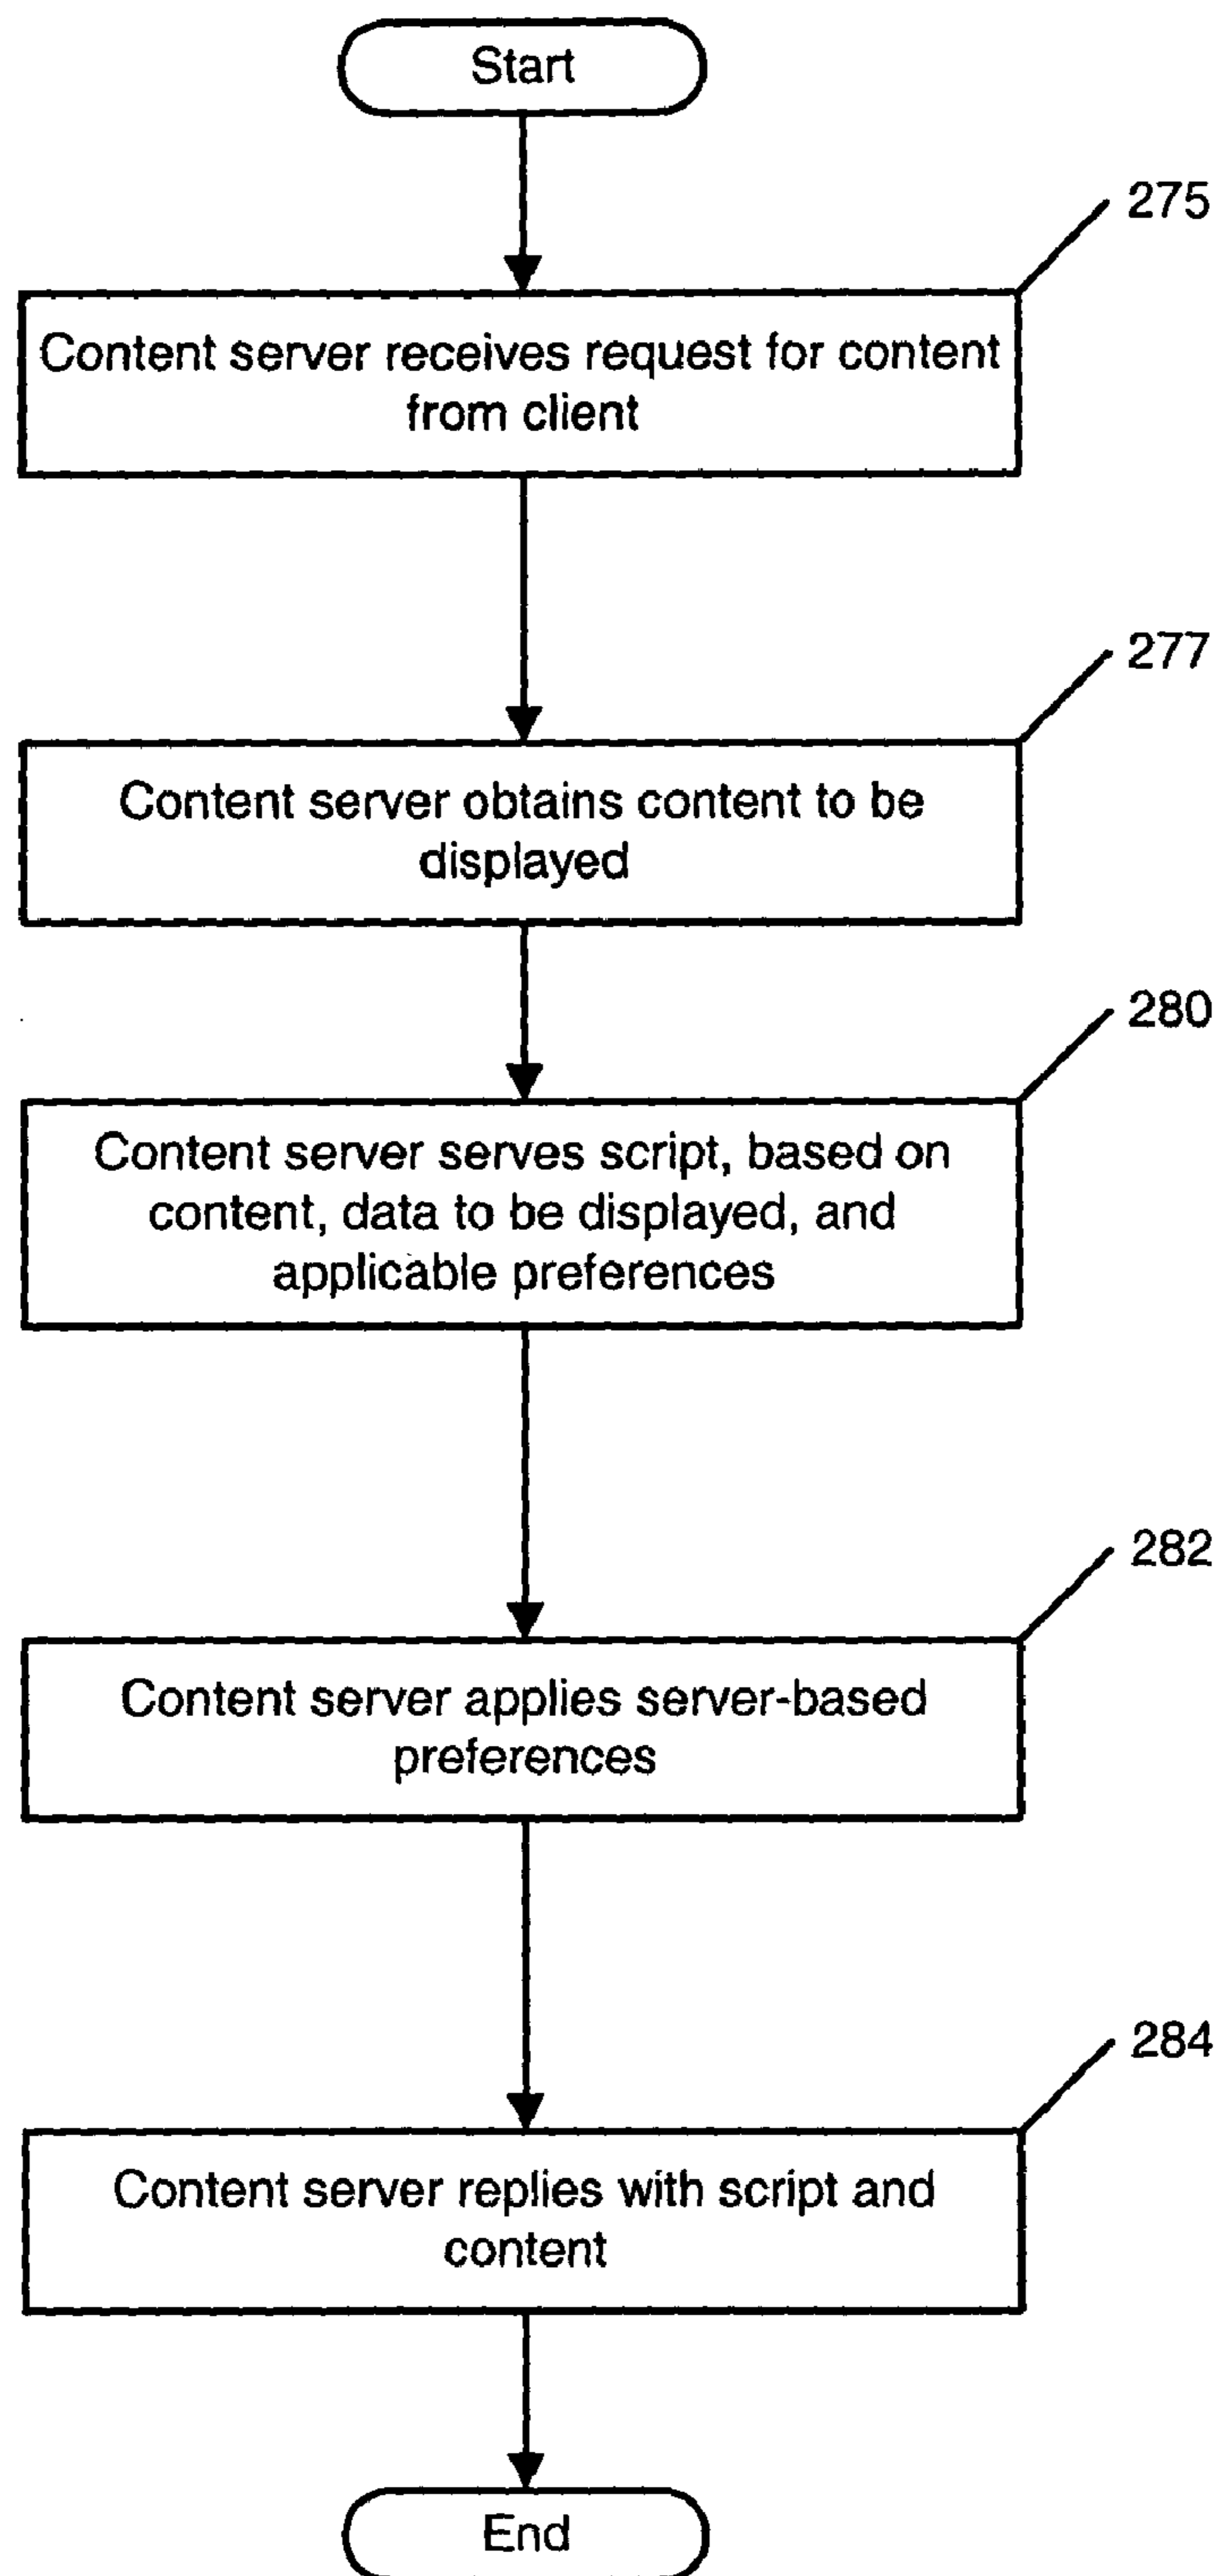 Start
275
Content server receives request for content
from client
277
Content server obtains content to be
displayed
280
Content server serves script, based on
content, data to be displayed, and
applicable preferences
282
Content server applies server-based
preferences
284
Content server replies with script and
content
End